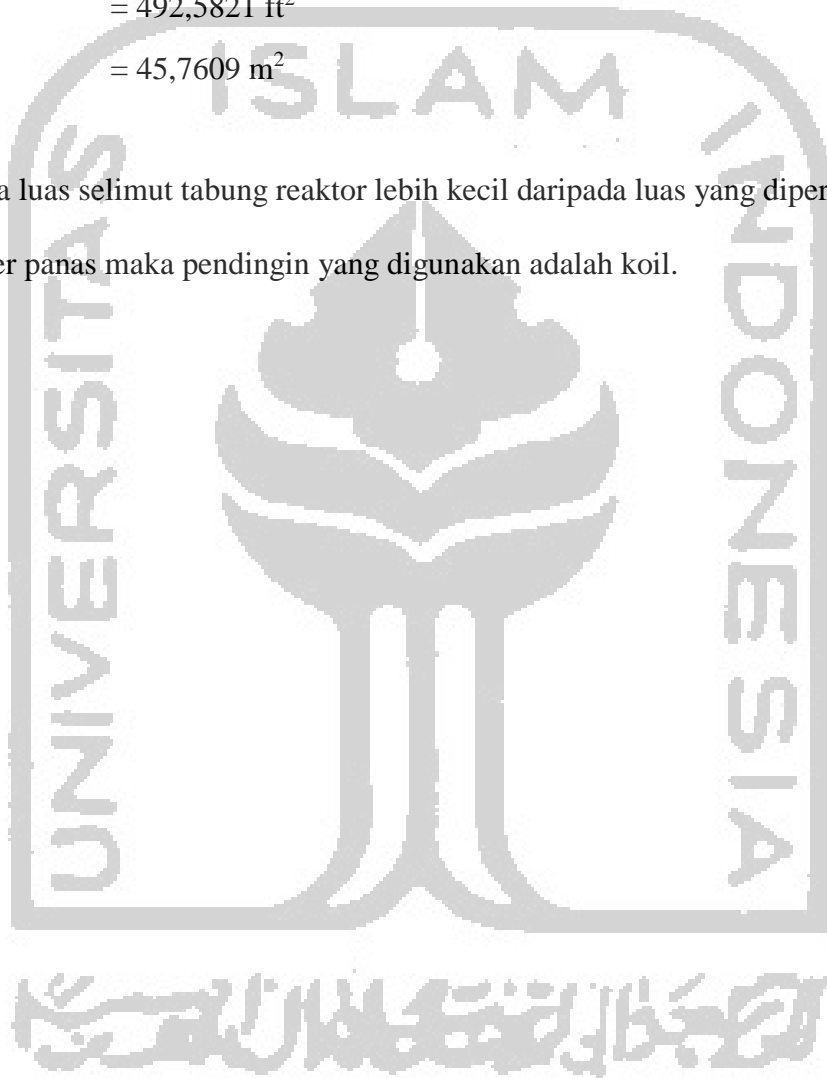 = 492,5821 ft²
= 45,7609 m²
a luas selimut tabung reaktor lebih kecil daripada luas yang diper
er panas maka pendingin yang digunakan adalah koil.
UNIVERSITAS
ISLAM
INDONESIA